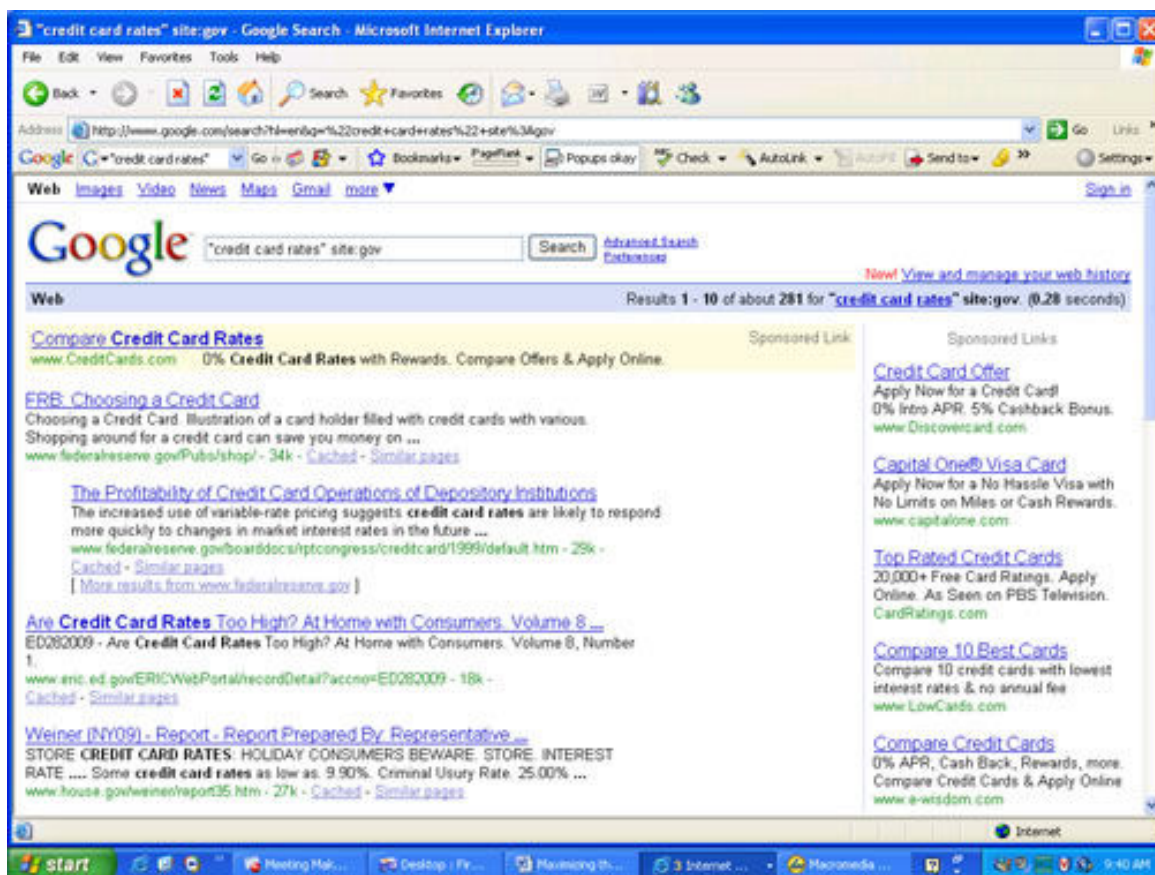 "credit card rates" site:gov - Google Search - Microsoft Internet Explorer
File Edit View Favorites Tools Help
Back Search Favorites
Address http://www.google.com/search?hl=en&q=%22credit+card+rates%22+site%3Agov Go Links »
Google "credit card rates" Go Bookmarks PageRank Popups okay Check AutoLink AutoFill Send to » Settings
Web Images Video News Maps Gmail more ▼ Sign in
Google "credit card rates" site:gov Search Advanced Search
Preferences
New! View and manage your web history
Web Results 1 - 10 of about 281 for "credit card rates" site:gov. (0.28 seconds)
Compare Credit Card Rates Sponsored Link
www.CreditCards.com 0% Credit Card Rates with Rewards. Compare Offers & Apply Online.
FRB: Choosing a Credit Card
Choosing a Credit Card. Illustration of a card holder filled with credit cards with various.
Shopping around for a credit card can save you money on ...
www.federalreserve.gov/Pubs/shop/ - 34k - Cached - Similar pages
The Profitability of Credit Card Operations of Depository Institutions
The increased use of variable-rate pricing suggests credit card rates are likely to respond
more quickly to changes in market interest rates in the future ...
www.federalreserve.gov/boarddocs/rptcongress/creditcard/1999/default.htm - 29k -
Cached - Similar pages
[ More results from www.federalreserve.gov ]
Are Credit Card Rates Too High? At Home with Consumers. Volume 8 ...
ED282009 - Are Credit Card Rates Too High? At Home with Consumers. Volume 8, Number
1.
www.eric.ed.gov/ERICWebPortal/recordDetail?accno=ED282009 - 18k -
Cached - Similar pages
Weiner (NY09) - Report - Report Prepared By: Representative ...
STORE CREDIT CARD RATES: HOLIDAY CONSUMERS BEWARE. STORE. INTEREST
RATE .... Some credit card rates as low as. 9.90%. Criminal Usury Rate. 25.00% ...
www.house.gov/weiner/report35.htm - 27k - Cached - Similar pages
Sponsored Links
Credit Card Offer
Apply Now for a Credit Card!
0% Intro APR. 5% Cashback Bonus.
www.Discovercard.com
Capital One® Visa Card
Apply Now for a No Hassle Visa with
No Limits on Miles or Cash Rewards.
www.capitalone.com
Top Rated Credit Cards
20,000+ Free Card Ratings. Apply
Online. As Seen on PBS Television.
CardRatings.com
Compare 10 Best Cards
Compare 10 credit cards with lowest
interest rates & no annual fee
www.LowCards.com
Compare Credit Cards
0% APR, Cash Back, Rewards, more.
Compare Credit Cards & Apply Online
www.e-wisdom.com
Internet
start Meeting Mak... Desktop : Fir... Maximizing th... 3 Internet ... Macromedia ... 9:40 AM